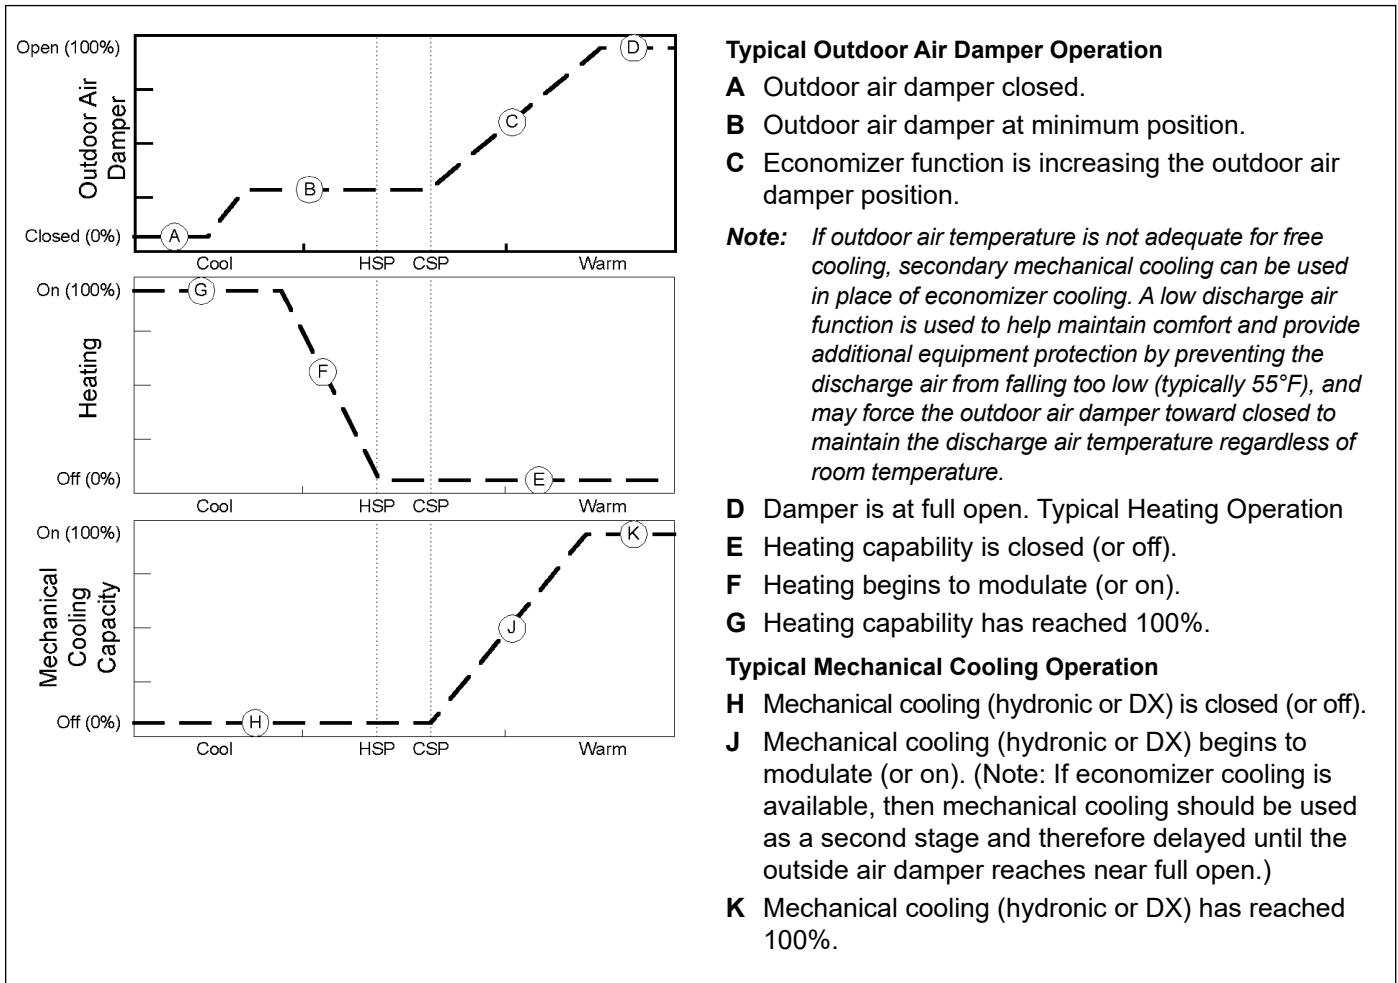 Open (100%)
Outdoor Air
Damper
D
C
B
Closed (0%)
A
Cool
HSP
CSP
Warm
On (100%)
Heating
G
F
Off (0%)
E
Cool
HSP
CSP
Warm
On (100%)
Mechanical
Cooling
Capacity
K
J
Off (0%)
H
Cool
HSP
CSP
Warm
Typical Outdoor Air Damper Operation
A Outdoor air damper closed.
B Outdoor air damper at minimum position.
C Economizer function is increasing the outdoor air
damper position.
Note: If outdoor air temperature is not adequate for free
cooling, secondary mechanical cooling can be used
in place of economizer cooling. A low discharge air
function is used to help maintain comfort and provide
additional equipment protection by preventing the
discharge air from falling too low (typically 55°F), and
may force the outdoor air damper toward closed to
maintain the discharge air temperature regardless of
room temperature.
D Damper is at full open. Typical Heating Operation
E Heating capability is closed (or off).
F Heating begins to modulate (or on).
G Heating capability has reached 100%.
Typical Mechanical Cooling Operation
H Mechanical cooling (hydronic or DX) is closed (or off).
J Mechanical cooling (hydronic or DX) begins to
modulate (or on). (Note: If economizer cooling is
available, then mechanical cooling should be used
as a second stage and therefore delayed until the
outside air damper reaches near full open.)
K Mechanical cooling (hydronic or DX) has reached
100%.